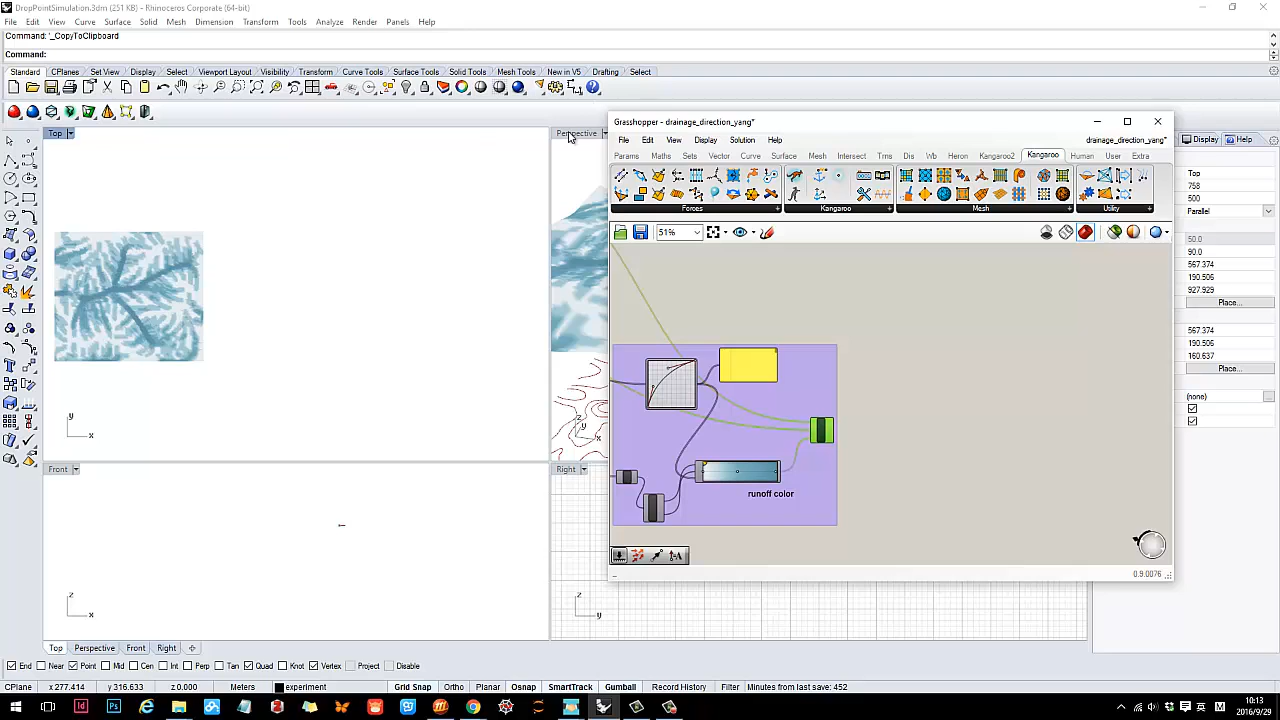 DropPointSimulation.3dm (251 KB) - Rhinoceros Corporate (64-bit)
File Edit View Curve Surface Solid Mesh Dimension Transform Tools Analyze Render Panels Help
Command: '_CopyToClipboard
Command:
Standard CPlanes Set View Display Select Viewport Layout Visibility Transform Curve Tools Surface Tools Solid Tools Mesh Tools New in V5 Drafting Select
Top
Perspective
Grasshopper - drainage_direction_yang*
File Edit View Display Solution Help
drainage_direction_yang*
Params Maths Sets Vector Curve Surface Mesh Intersect Trns Dis Wb Heron Kangaroo2 Kangaroo Human User Extra
Forces
Kangaroo
Mesh
Utility
51%
runoff color
0.9.0076
Display Help
Top
758
500
Parallel
50.0
90.0
567.374
190.506
927.929
Place...
567.374
190.506
160.637
Place...
(none)
...
y
x
z
y
x
Front
Right
z
x
z
y
Top Perspective Front Right
End Near Point Mid Cen Int Perp Tan Quad Knot Vertex Project Disable
CPlane x 277.414 y 316.633 z 0.000 Meters experiment Grid Snap Ortho Planar Osnap SmartTrack Gumball Record History Filter Minutes from last save: 452
M
10:13
2016/9/29